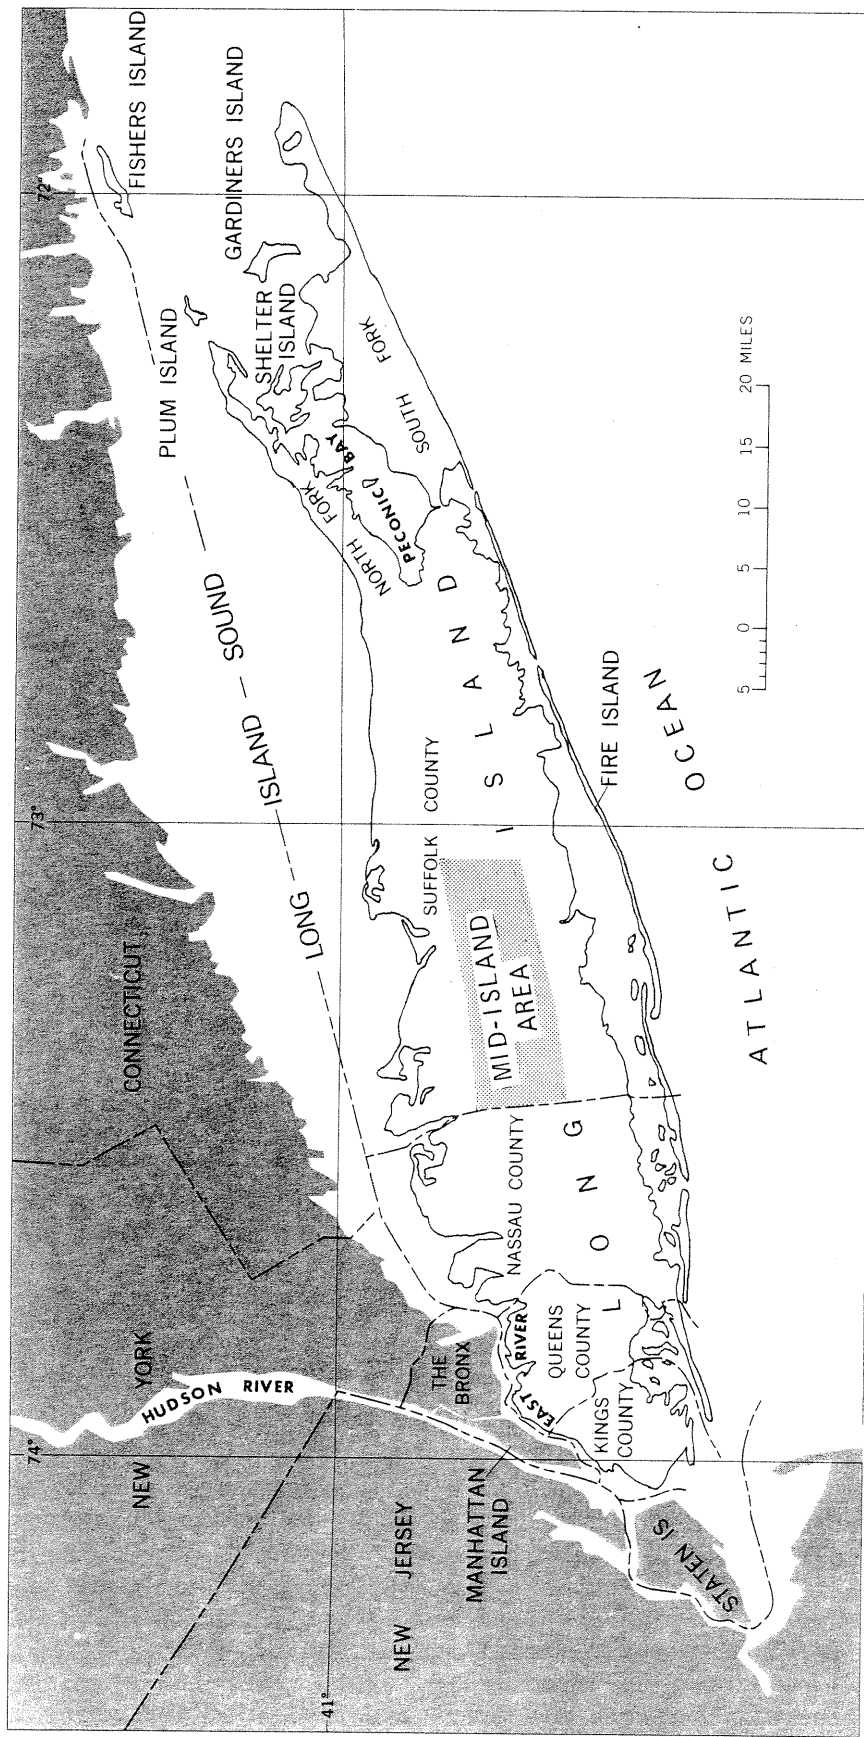 72°
73°
74°
41°
FISHERS ISLAND
GARDINERS ISLAND
PLUM ISLAND
SHELTER
ISLAND
CONNECTICUT
LONG ISLAND SOUND
NORTH FORK
PECONIC BAY
SOUTH FORK
NEW YORK
HUDSON RIVER
SUFFOLK COUNTY
MID-ISLAND
AREA
LONG ISLAND
NASSAU COUNTY
THE
BRONX
EAST RIVER
QUEENS
COUNTY
KINGS
COUNTY
NEW JERSEY
MANHATTAN
ISLAND
STATEN IS
FIRE ISLAND
ATLANTIC OCEAN
5 0 5 10 15 20 MILES